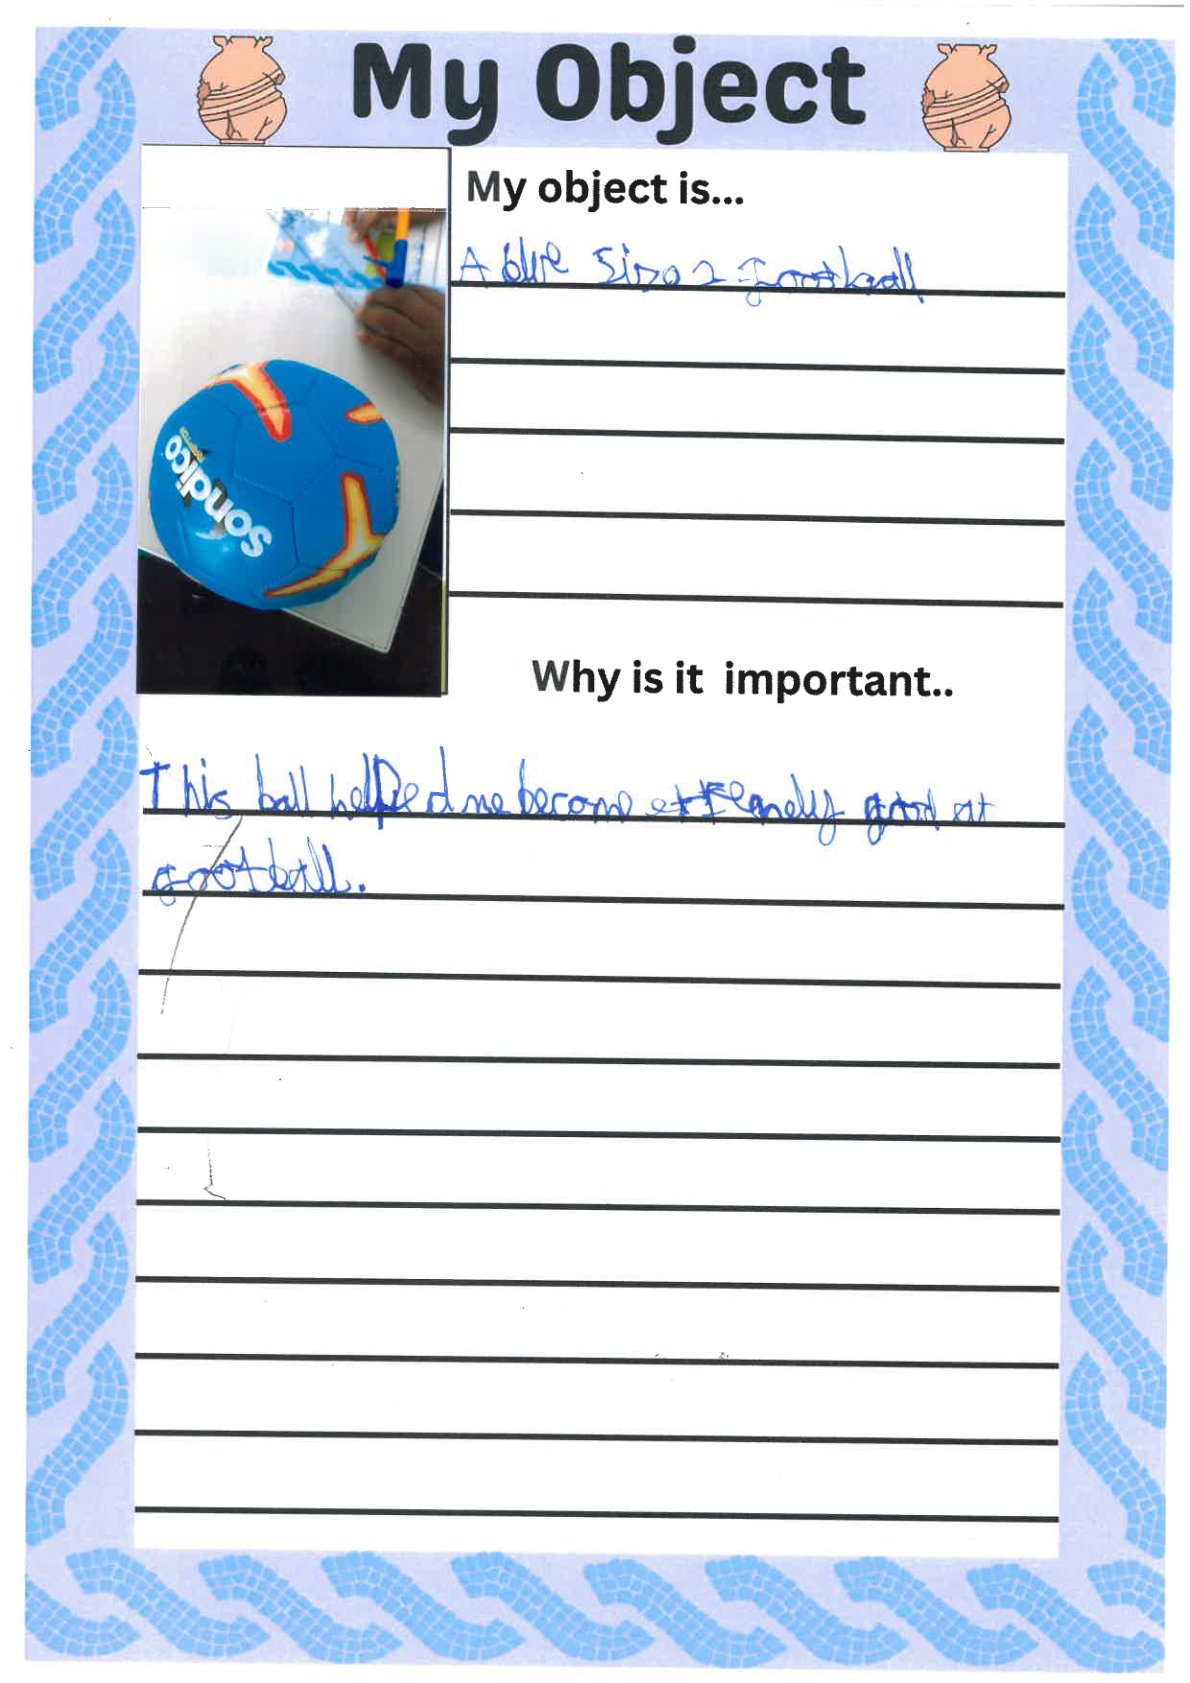 My Object
My object is...
A blue size 2 football
Sondico
Why is it important..
This ball helped me become extremely good at
football.